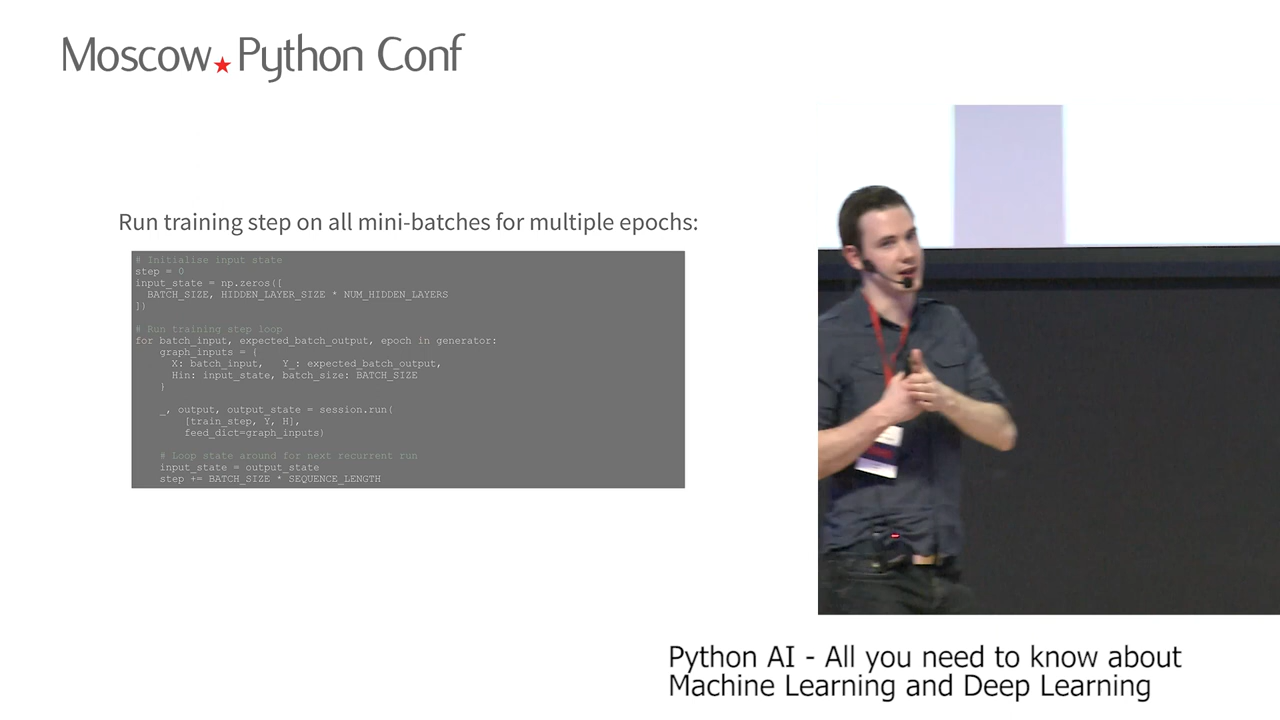 Moscow Python Conf
Run training step on all mini-batches for multiple epochs:
# Initialise input state
step = 0
input_state = np.zeros([
  BATCH_SIZE, HIDDEN_LAYER_SIZE * NUM_HIDDEN_LAYERS
])
# Run training step loop
for batch_input, expected_batch_output, epoch in generator:
    graph_inputs = {
      X: batch_input,   Y_: expected_batch_output,
      Hin: input_state, batch_size: BATCH_SIZE
    }
    _, output, output_state = session.run(
        [train_step, Y, H],
        feed_dict=graph_inputs)
    # Loop state around for next recurrent run
    input_state = output_state
    step += BATCH_SIZE * SEQUENCE_LENGTH
Python AI - All you need to know about
Machine Learning and Deep Learning